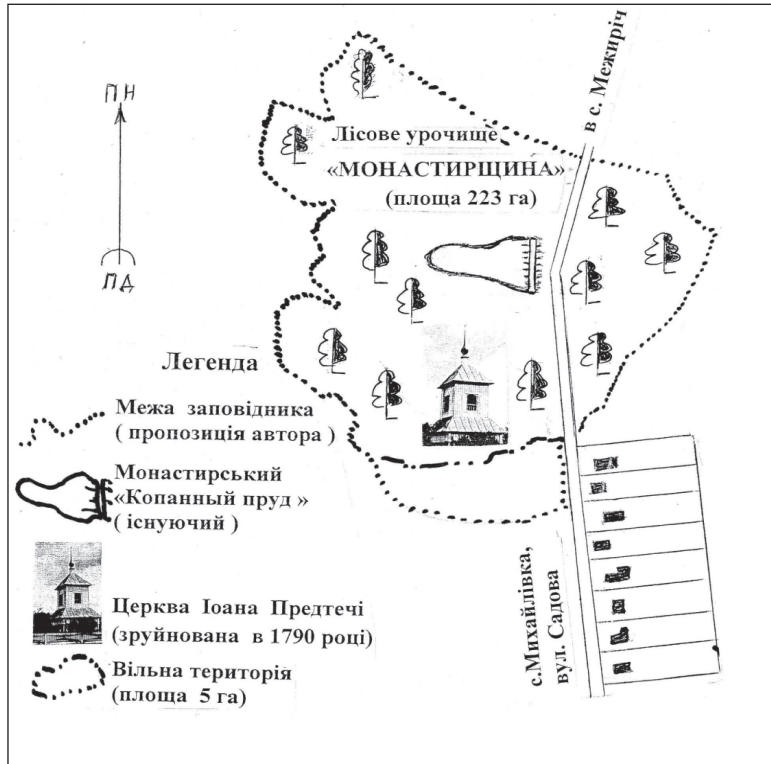 ПН
ПД
в с. Межиріч
Лісове урочище
«МОНАСТИРЩИНА»
(площа 223 га)
Легенда
Межа заповідника
( пропозиція автора )
Монастирський
«Копанный пруд »
( існуючий )
Церква Іоана Предтечі
(зруйнована в 1790 році)
Вільна територія
(площа 5 га)
с.Михайлівка,
вул. Садова